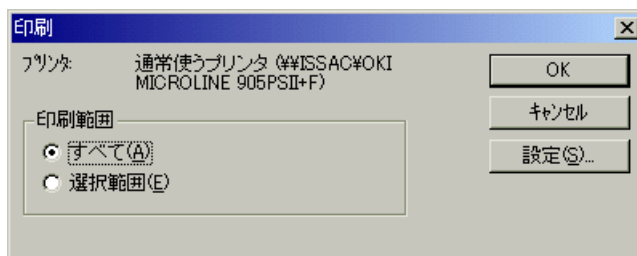 印刷
ﾌﾟﾘﾝﾀ: 通常使うプリンタ (¥¥ISSAC¥OKI
MICROLINE 905PSII+F)
印刷範囲
すべて(A)
選択範囲(E)
OK
ｷｬﾝｾﾙ
設定(S)...